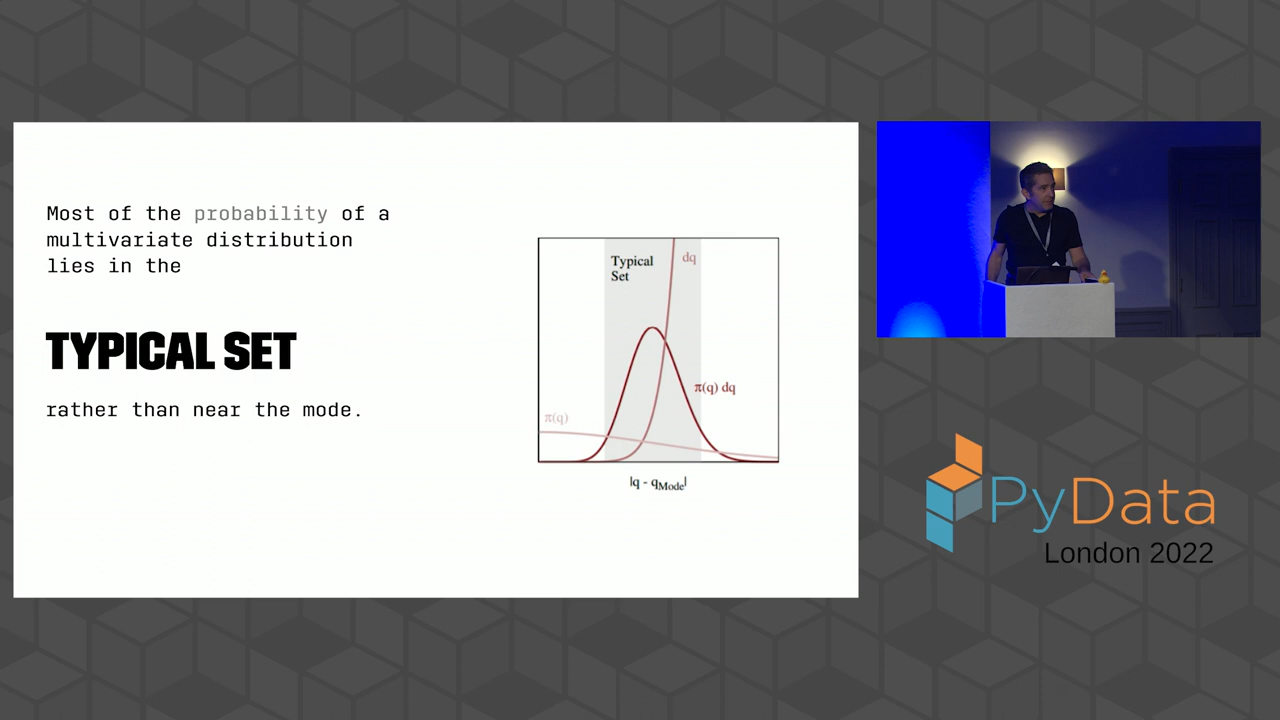 Most of the probability of a
multivariate distribution
lies in the
TYPICAL SET
rather than near the mode.
Typical
Set
dq
π(q) dq
π(q)
|q - qMode|
PyData
London 2022